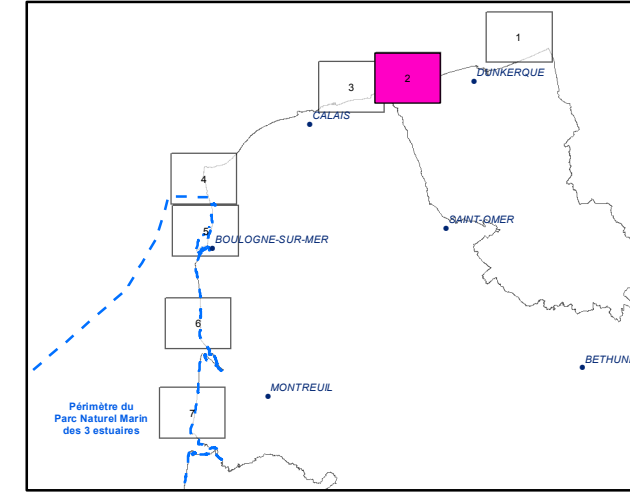 1
2
DUNKERQUE
3
CALAIS
4
SAINT-OMER
5
BOULOGNE-SUR-MER
6
BETHUNE
MONTREUIL
Périmètre du
Parc Naturel Marin
des 3 estuaires
7